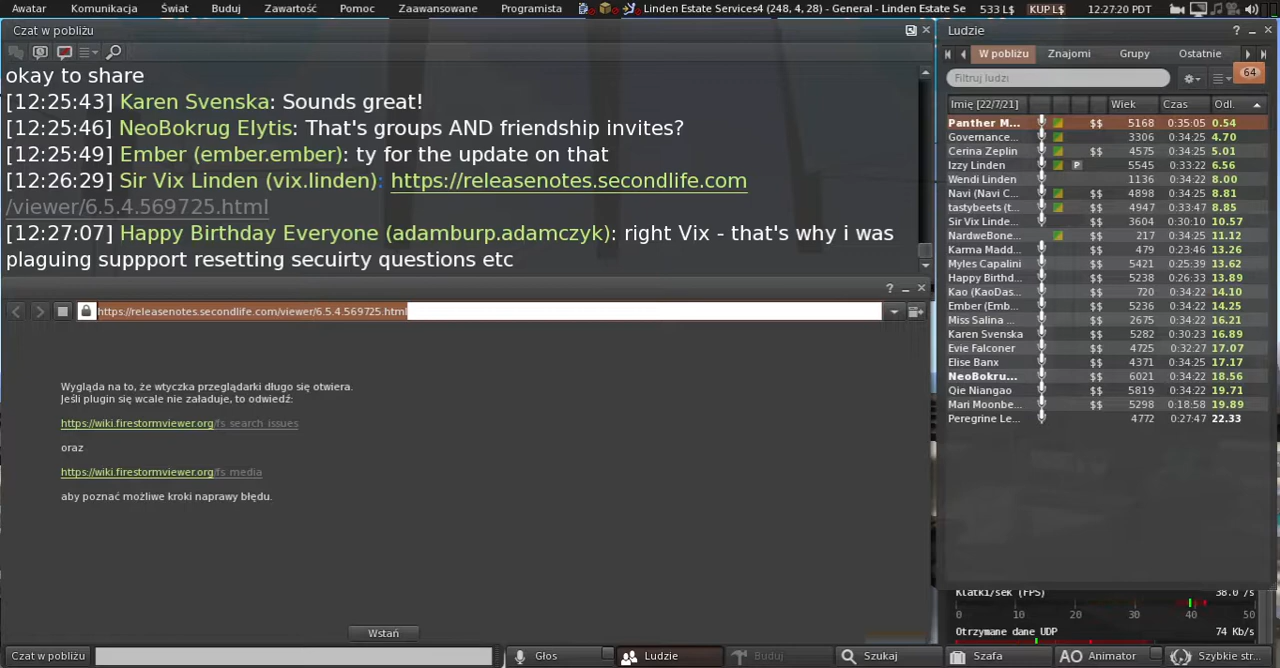 Awatar Komunikacja Świat Buduj Zawartość Pomoc Zaawansowane Programista Linden Estate Services4 (248, 4, 28) - General - Linden Estate Se 533 L$ KUP L$ 12:27:20 PDT
Czat w pobliżu
okay to share
[12:25:43] Karen Svenska: Sounds great!
[12:25:46] NeoBokrug Elytis: That's groups AND friendship invites?
[12:25:49] Ember (ember.ember): ty for the update on that
[12:26:29] Sir Vix Linden (vix.linden): https://releasenotes.secondlife.com
/viewer/6.5.4.569725.html
[12:27:07] Happy Birthday Everyone (adamburp.adamczyk): right Vix - that's why i was
plaguing suppport resetting secuirty questions etc
https://releasenotes.secondlife.com/viewer/6.5.4.569725.html
Wygląda na to, że wtyczka przeglądarki długo się otwiera.
Jeśli plugin się wcale nie załaduje, to odwiedź:
https://wiki.firestormviewer.org/fs_search_issues
oraz
https://wiki.firestormviewer.org/fs_media
aby poznać możliwe kroki naprawy błędu.
Wstań
Ludzie
W pobliżu Znajomi Grupy Ostatnie
Filtruj ludzi 64
Imię [22/7/21] Wiek Czas Odl.
Panther M... $$ 5168 0:35:05 0.54
Governance... 3306 0:34:25 4.70
Cerina Zeplin $$ 4575 0:34:25 5.01
Izzy Linden P 5545 0:33:22 6.56
Wendi Linden 1136 0:34:22 8.00
Navi (Navi C... $$ 4898 0:34:25 8.81
tastybeets (t... $$ 4947 0:33:47 8.85
Sir Vix Linde... $$ 3604 0:30:10 10.57
NardweBone... 217 0:34:25 11.12
Karma Madd... $$ 479 0:23:46 13.26
Myles Capalini $$ 5421 0:25:39 13.62
Happy Birthd... $$ 5238 0:26:33 13.89
Kao (KaoDas... $$ 720 0:34:22 14.10
Ember (Emb... $$ 5236 0:34:22 14.25
Miss Salina ... $$ 2675 0:34:22 16.21
Karen Svenska $$ 5282 0:30:23 16.89
Evie Falconer $$ 4725 0:32:27 17.07
Elise Banx $$ 4371 0:34:25 17.17
NeoBokru... $$ 6021 0:34:22 18.56
Qie Niangao $$ 5819 0:34:22 19.71
Mari Moonbe... $$ 5298 0:18:58 19.89
Peregrine Le... 4772 0:27:47 22.33
Klatki/sek (FPS) 38.0 /s
0 10 20 30 40 50
Otrzymane dane UDP 74 Kb/s
Czat w pobliżu Głos Ludzie Buduj Szukaj Szafa AO Animator Szybkie str...